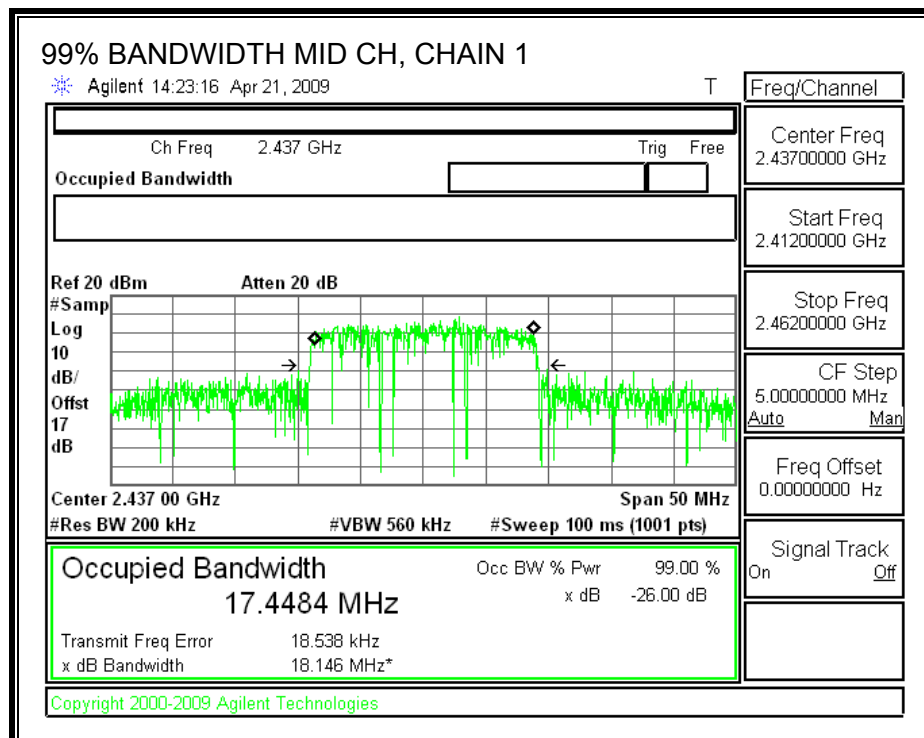 99% BANDWIDTH MID CH, CHAIN 1
Agilent 14:23:16 Apr 21, 2009 T
Freq/Channel
Ch Freq 2.437 GHz Trig Free
Occupied Bandwidth
Center Freq
2.43700000 GHz
Start Freq
2.41200000 GHz
Stop Freq
2.46200000 GHz
CF Step
5.00000000 MHz
Auto Man
Freq Offset
0.00000000 Hz
Signal Track
On Off
Ref 20 dBm Atten 20 dB
#Samp
Log
10
dB/
Offst
17
dB
Center 2.437 00 GHz Span 50 MHz
#Res BW 200 kHz #VBW 560 kHz #Sweep 100 ms (1001 pts)
Occupied Bandwidth Occ BW % Pwr 99.00 %
17.4484 MHz x dB -26.00 dB
Transmit Freq Error 18.538 kHz
x dB Bandwidth 18.146 MHz*
Copyright 2000-2009 Agilent Technologies